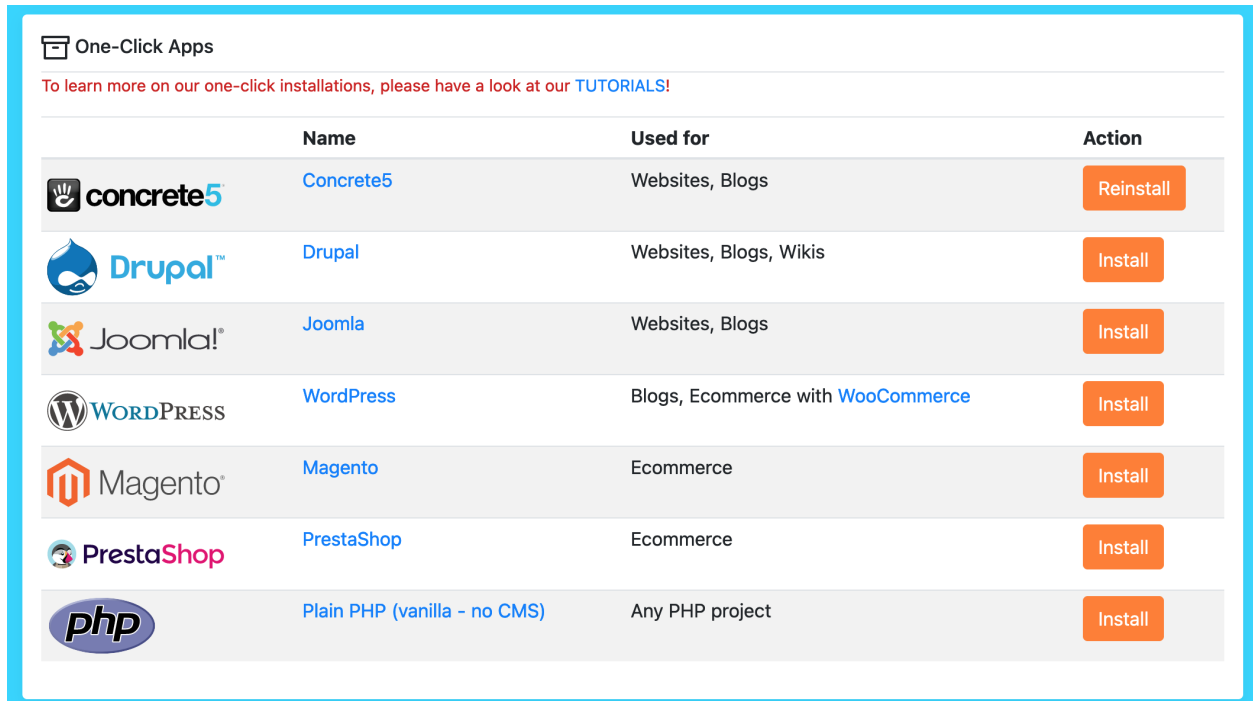 One-Click Apps
To learn more on our one-click installations, please have a look at our TUTORIALS!
Name Used for Action
concrete5 Concrete5 Websites, Blogs Reinstall
Drupal™ Drupal Websites, Blogs, Wikis Install
Joomla!® Joomla Websites, Blogs Install
WORDPRESS WordPress Blogs, Ecommerce with WooCommerce Install
Magento® Magento Ecommerce Install
PrestaShop PrestaShop Ecommerce Install
php Plain PHP (vanilla - no CMS) Any PHP project Install